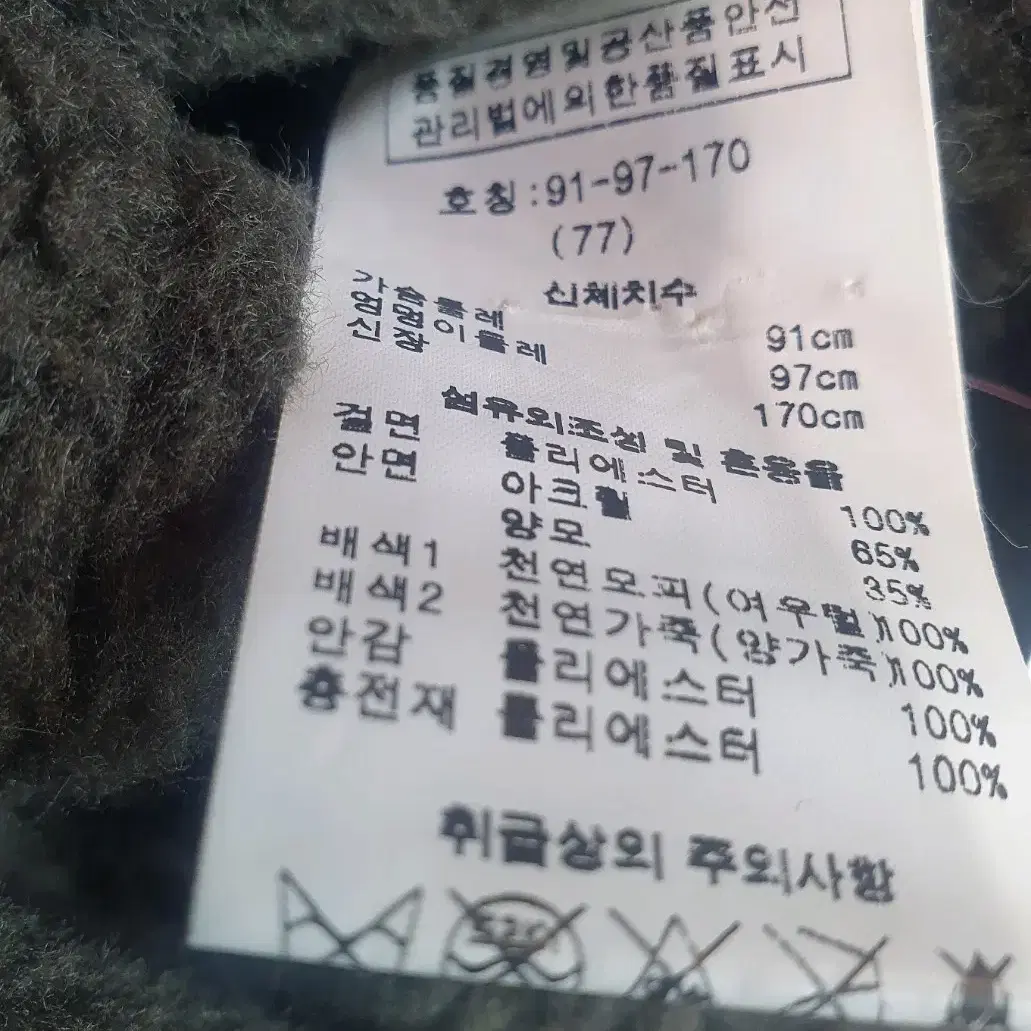 품질경영및공산품안전
관리법에의한품질표시
호칭:91-97-170
(77)
신체치수
가슴둘레 91cm
엉덩이둘레 97cm
신장 170cm
섬유의조성 및 혼용율
겉면 폴리에스터 100%
안면 아크릴 65%
양모 35%
배색1 천연모피(여우털)100%
배색2 천연가죽(양가죽)100%
안감 폴리에스터 100%
충전재 폴리에스터 100%
취급상의 주의사항